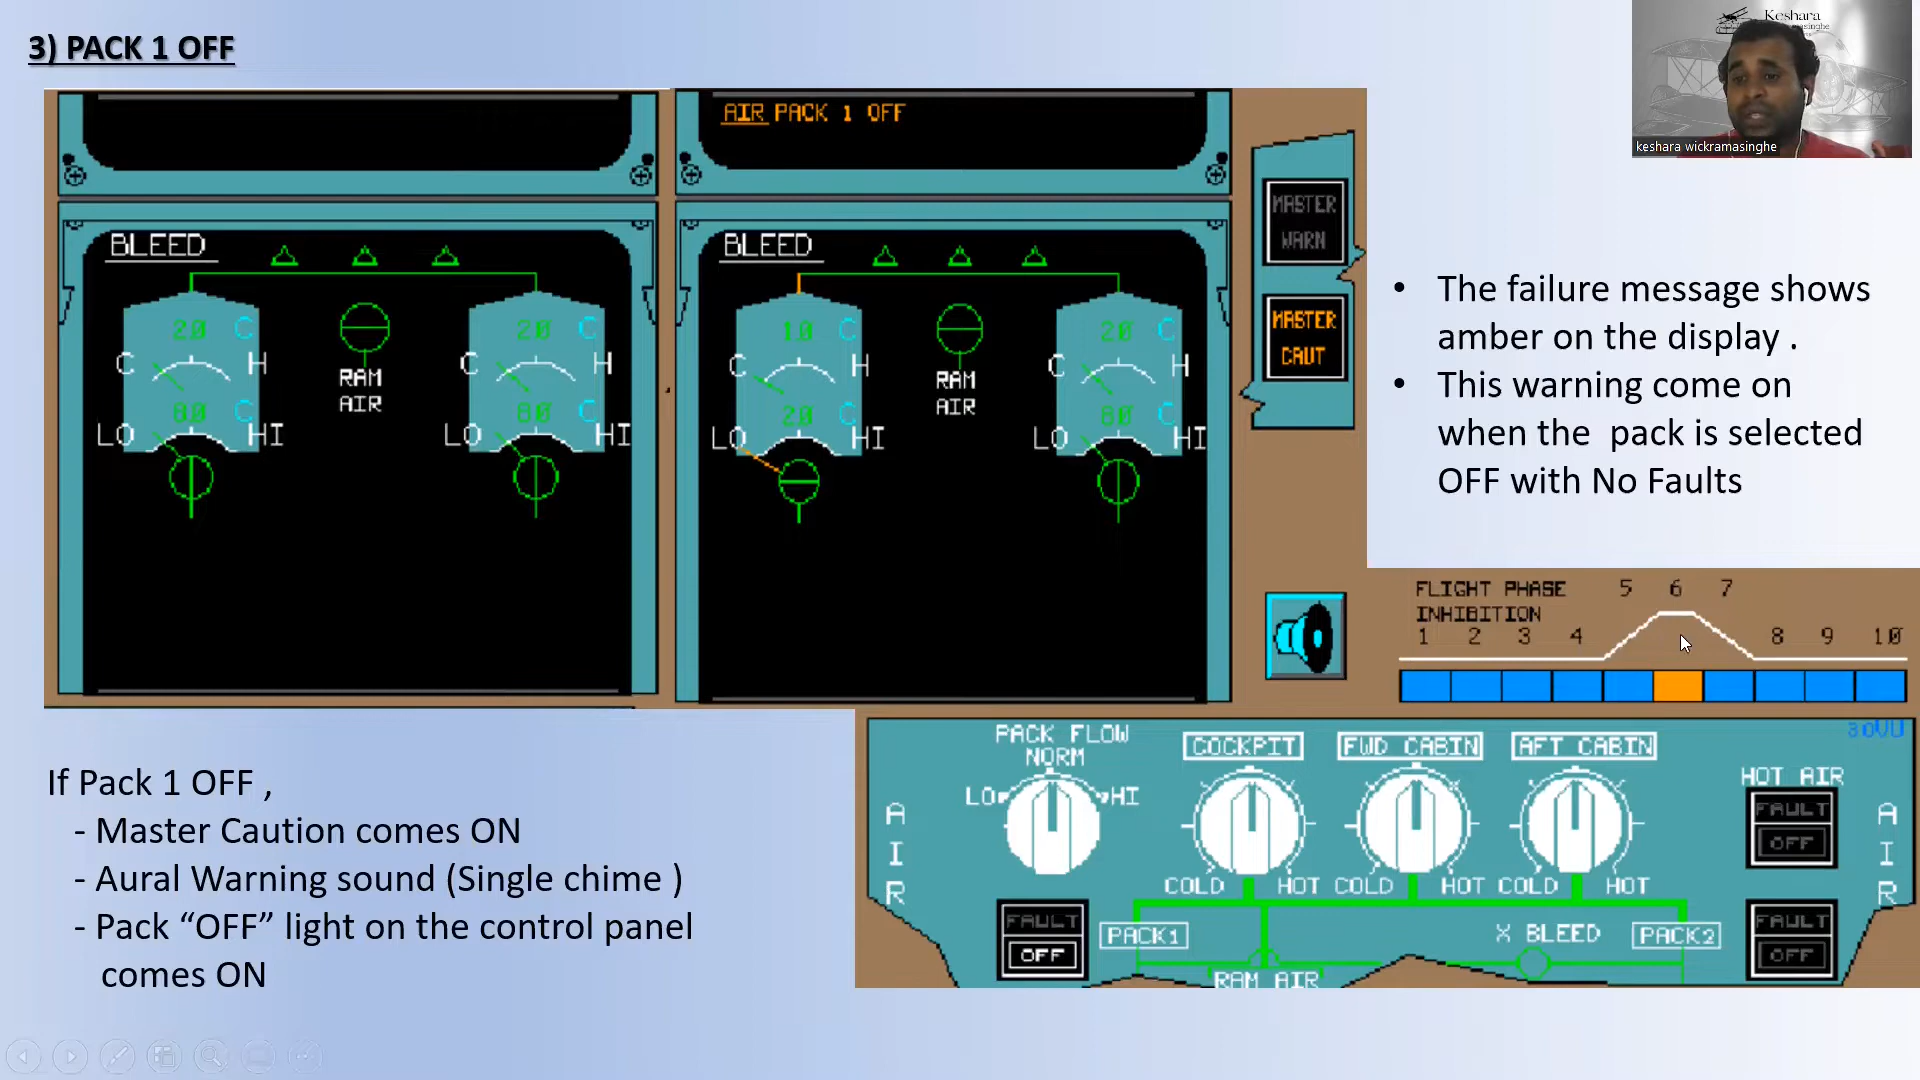 3) PACK 1 OFF
Keshara
keshara wickramasinghe
AIR PACK 1 OFF
BLEED
20 C
20 C
C H
C H
RAM
AIR
80 C
80 C
LO HI
LO HI
BLEED
10 C
20 C
C H
C H
RAM
AIR
20 C
80 C
LO HI
LO HI
MASTER
WARN
MASTER
CAUT
• The failure message shows
amber on the display .
• This warning come on
when the pack is selected
OFF with No Faults
FLIGHT PHASE
INHIBITION
5 6 7
1 2 3 4 8 9 10
If Pack 1 OFF ,
- Master Caution comes ON
- Aural Warning sound (Single chime )
- Pack “OFF” light on the control panel
comes ON
30VU
PACK FLOW
NORM
LO HI
COCKPIT
FWD CABIN
AFT CABIN
HOT AIR
FAULT
OFF
AIR
AIR
COLD HOT COLD HOT COLD HOT
FAULT
OFF
PACK1
X BLEED
PACK2
FAULT
OFF
RAM AIR